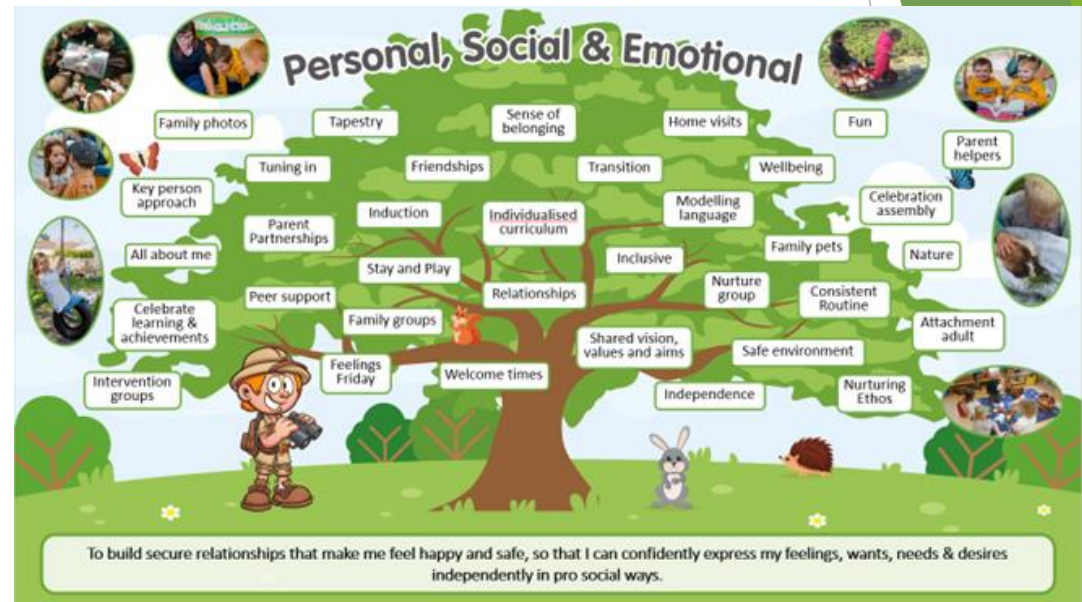 Personal, Social & Emotional
Family photos
Tapestry
Sense of
belonging
Home visits
Fun
Parent
helpers
Tuning in
Friendships
Transition
Wellbeing
Key person
approach
Induction
Individualised
curriculum
Modelling
language
Celebration
assembly
Parent
Partnerships
All about me
Stay and Play
Inclusive
Family pets
Nature
Peer support
Relationships
Nurture
group
Consistent
Routine
Celebrate
learning &
achievements
Family groups
Shared vision,
values and aims
Safe environment
Attachment
adult
Intervention
groups
Feelings
Friday
Welcome times
Independence
Nurturing
Ethos
To build secure relationships that make me feel happy and safe, so that I can confidently express my feelings, wants, needs & desires
independently in pro social ways.